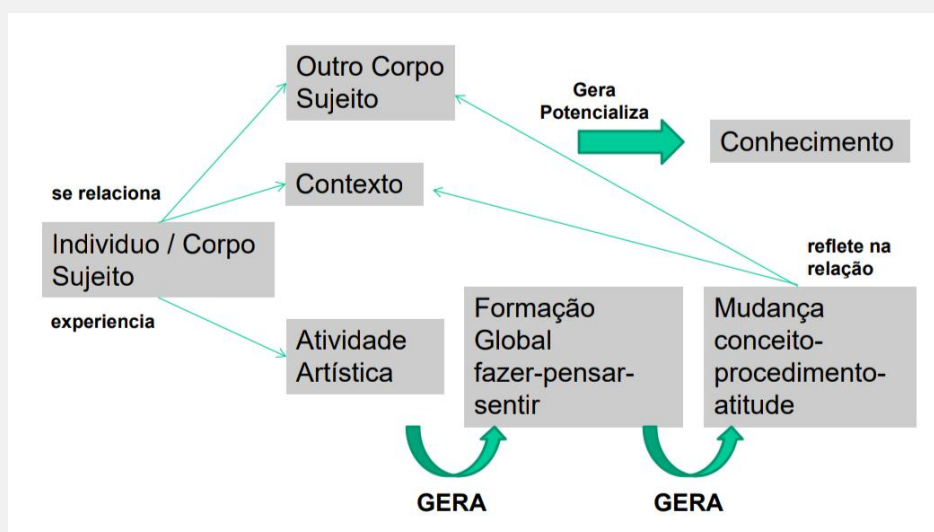 Outro Corpo
Sujeito
Gera
Potencializa
Conhecimento
Contexto
se relaciona
Individuo / Corpo
Sujeito
reflete na
relação
experiencia
Atividade
Artística
Formação
Global
fazer-pensar-
sentir
Mudança
conceito-
procedimento-
atitude
GERA
GERA